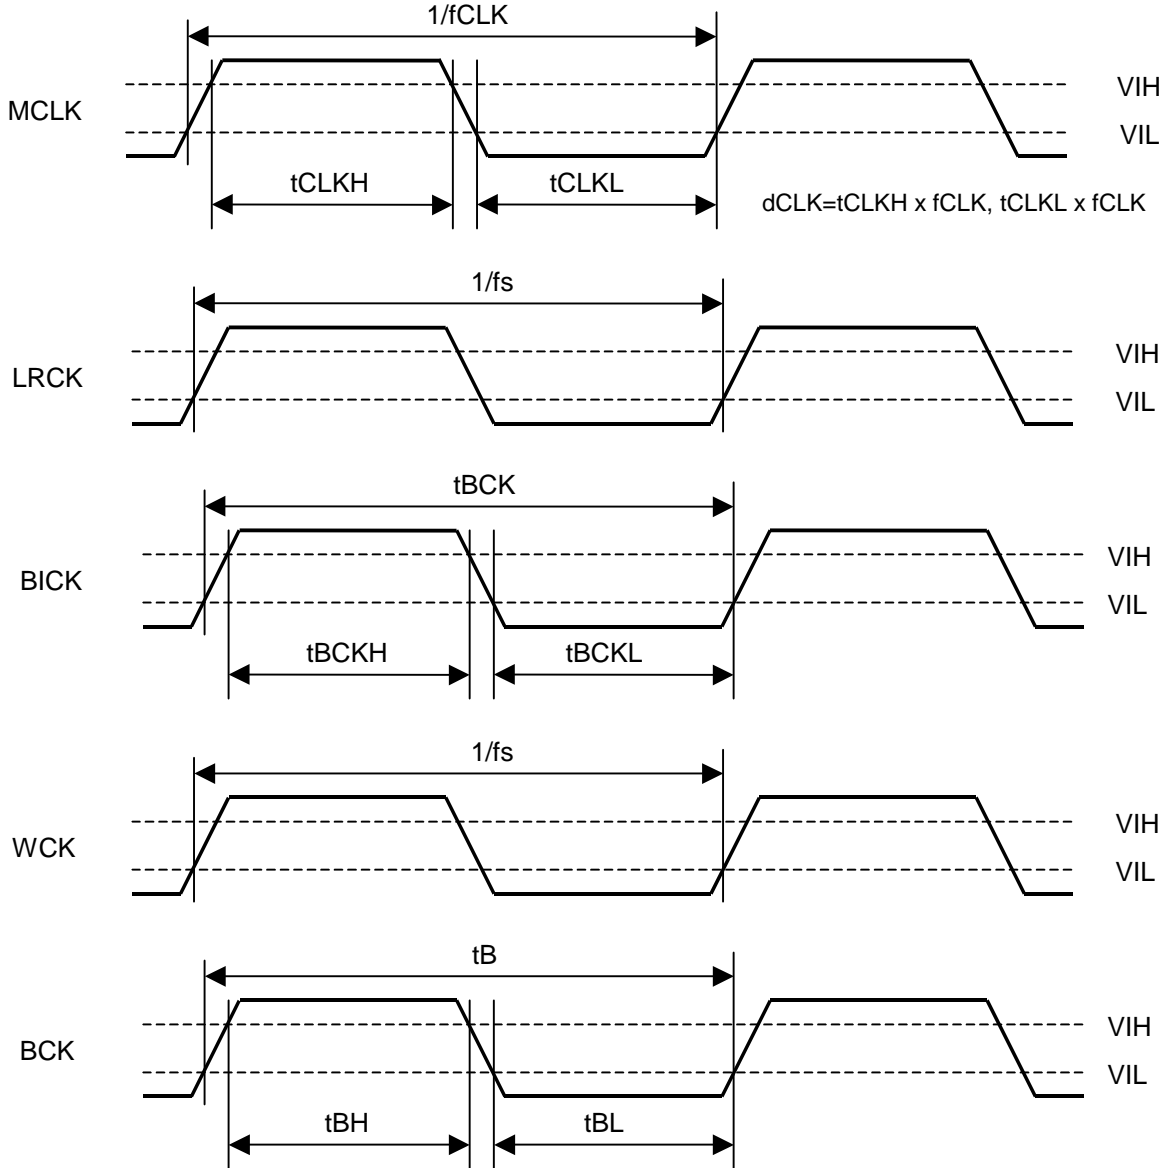 1/fCLK
MCLK
VIH
VIL
tCLKH
tCLKL
dCLK=tCLKH x fCLK, tCLKL x fCLK
1/fs
LRCK
VIH
VIL
tBCK
BICK
VIH
VIL
tBCKH
tBCKL
1/fs
WCK
VIH
VIL
tB
BCK
VIH
VIL
tBH
tBL